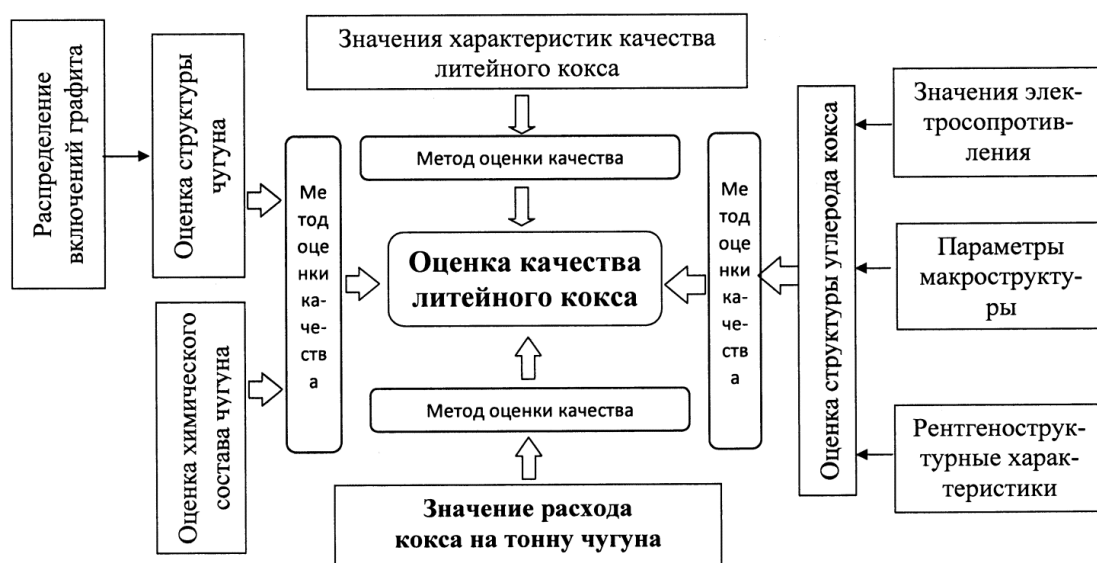 Распределение
включений графита
Оценка структуры
чугуна
Оценка химического
состава чугуна
Ме
тод
оце
нки
ка-
че-
ств
а
Значения характеристик качества
литейного кокса
Метод оценки качества
Оценка качества
литейного кокса
Метод оценки качества
Значение расхода
кокса на тонну чугуна
Ме
тод
оце
нки
ка-
че-
ств
а
Оценка структуры углерода кокса
Значения элек-
тросопротив-
ления
Параметры
макрострукту-
ры
Рентгенострук-
турные харак-
теристики